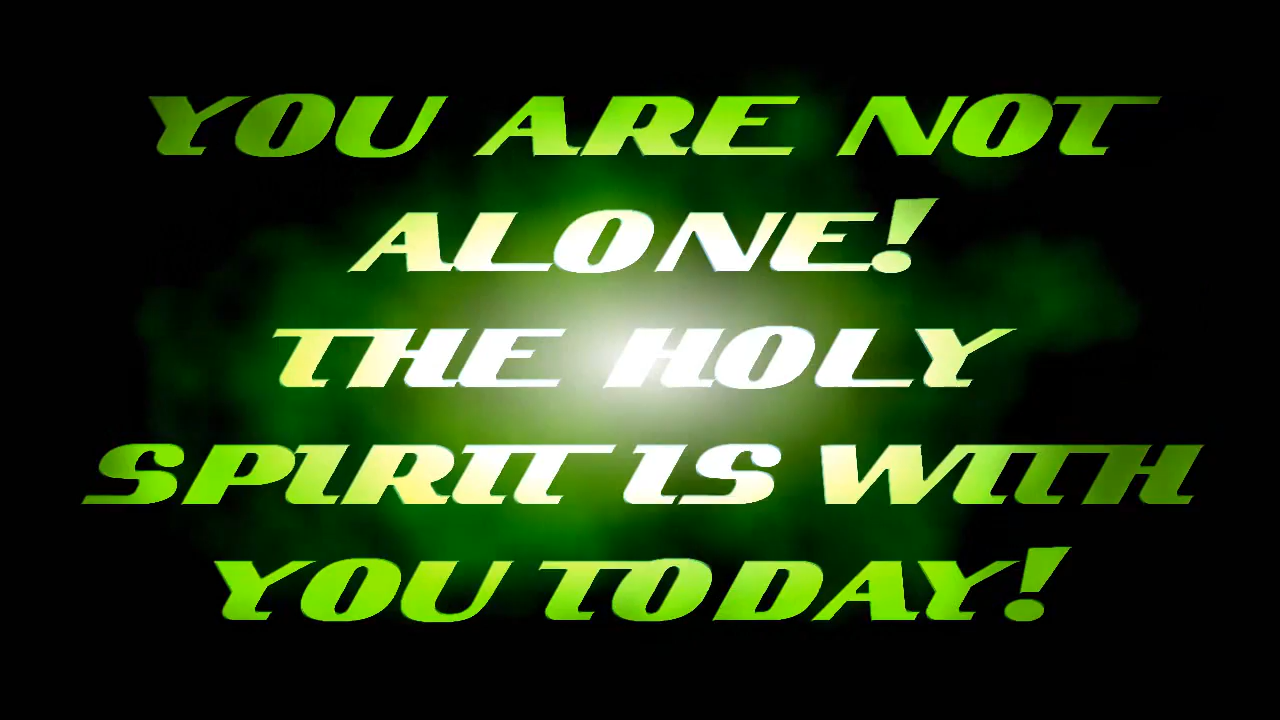 YOU ARE NOT
ALONE!
THE HOLY
SPIRIT IS WITH
YOU TODAY!